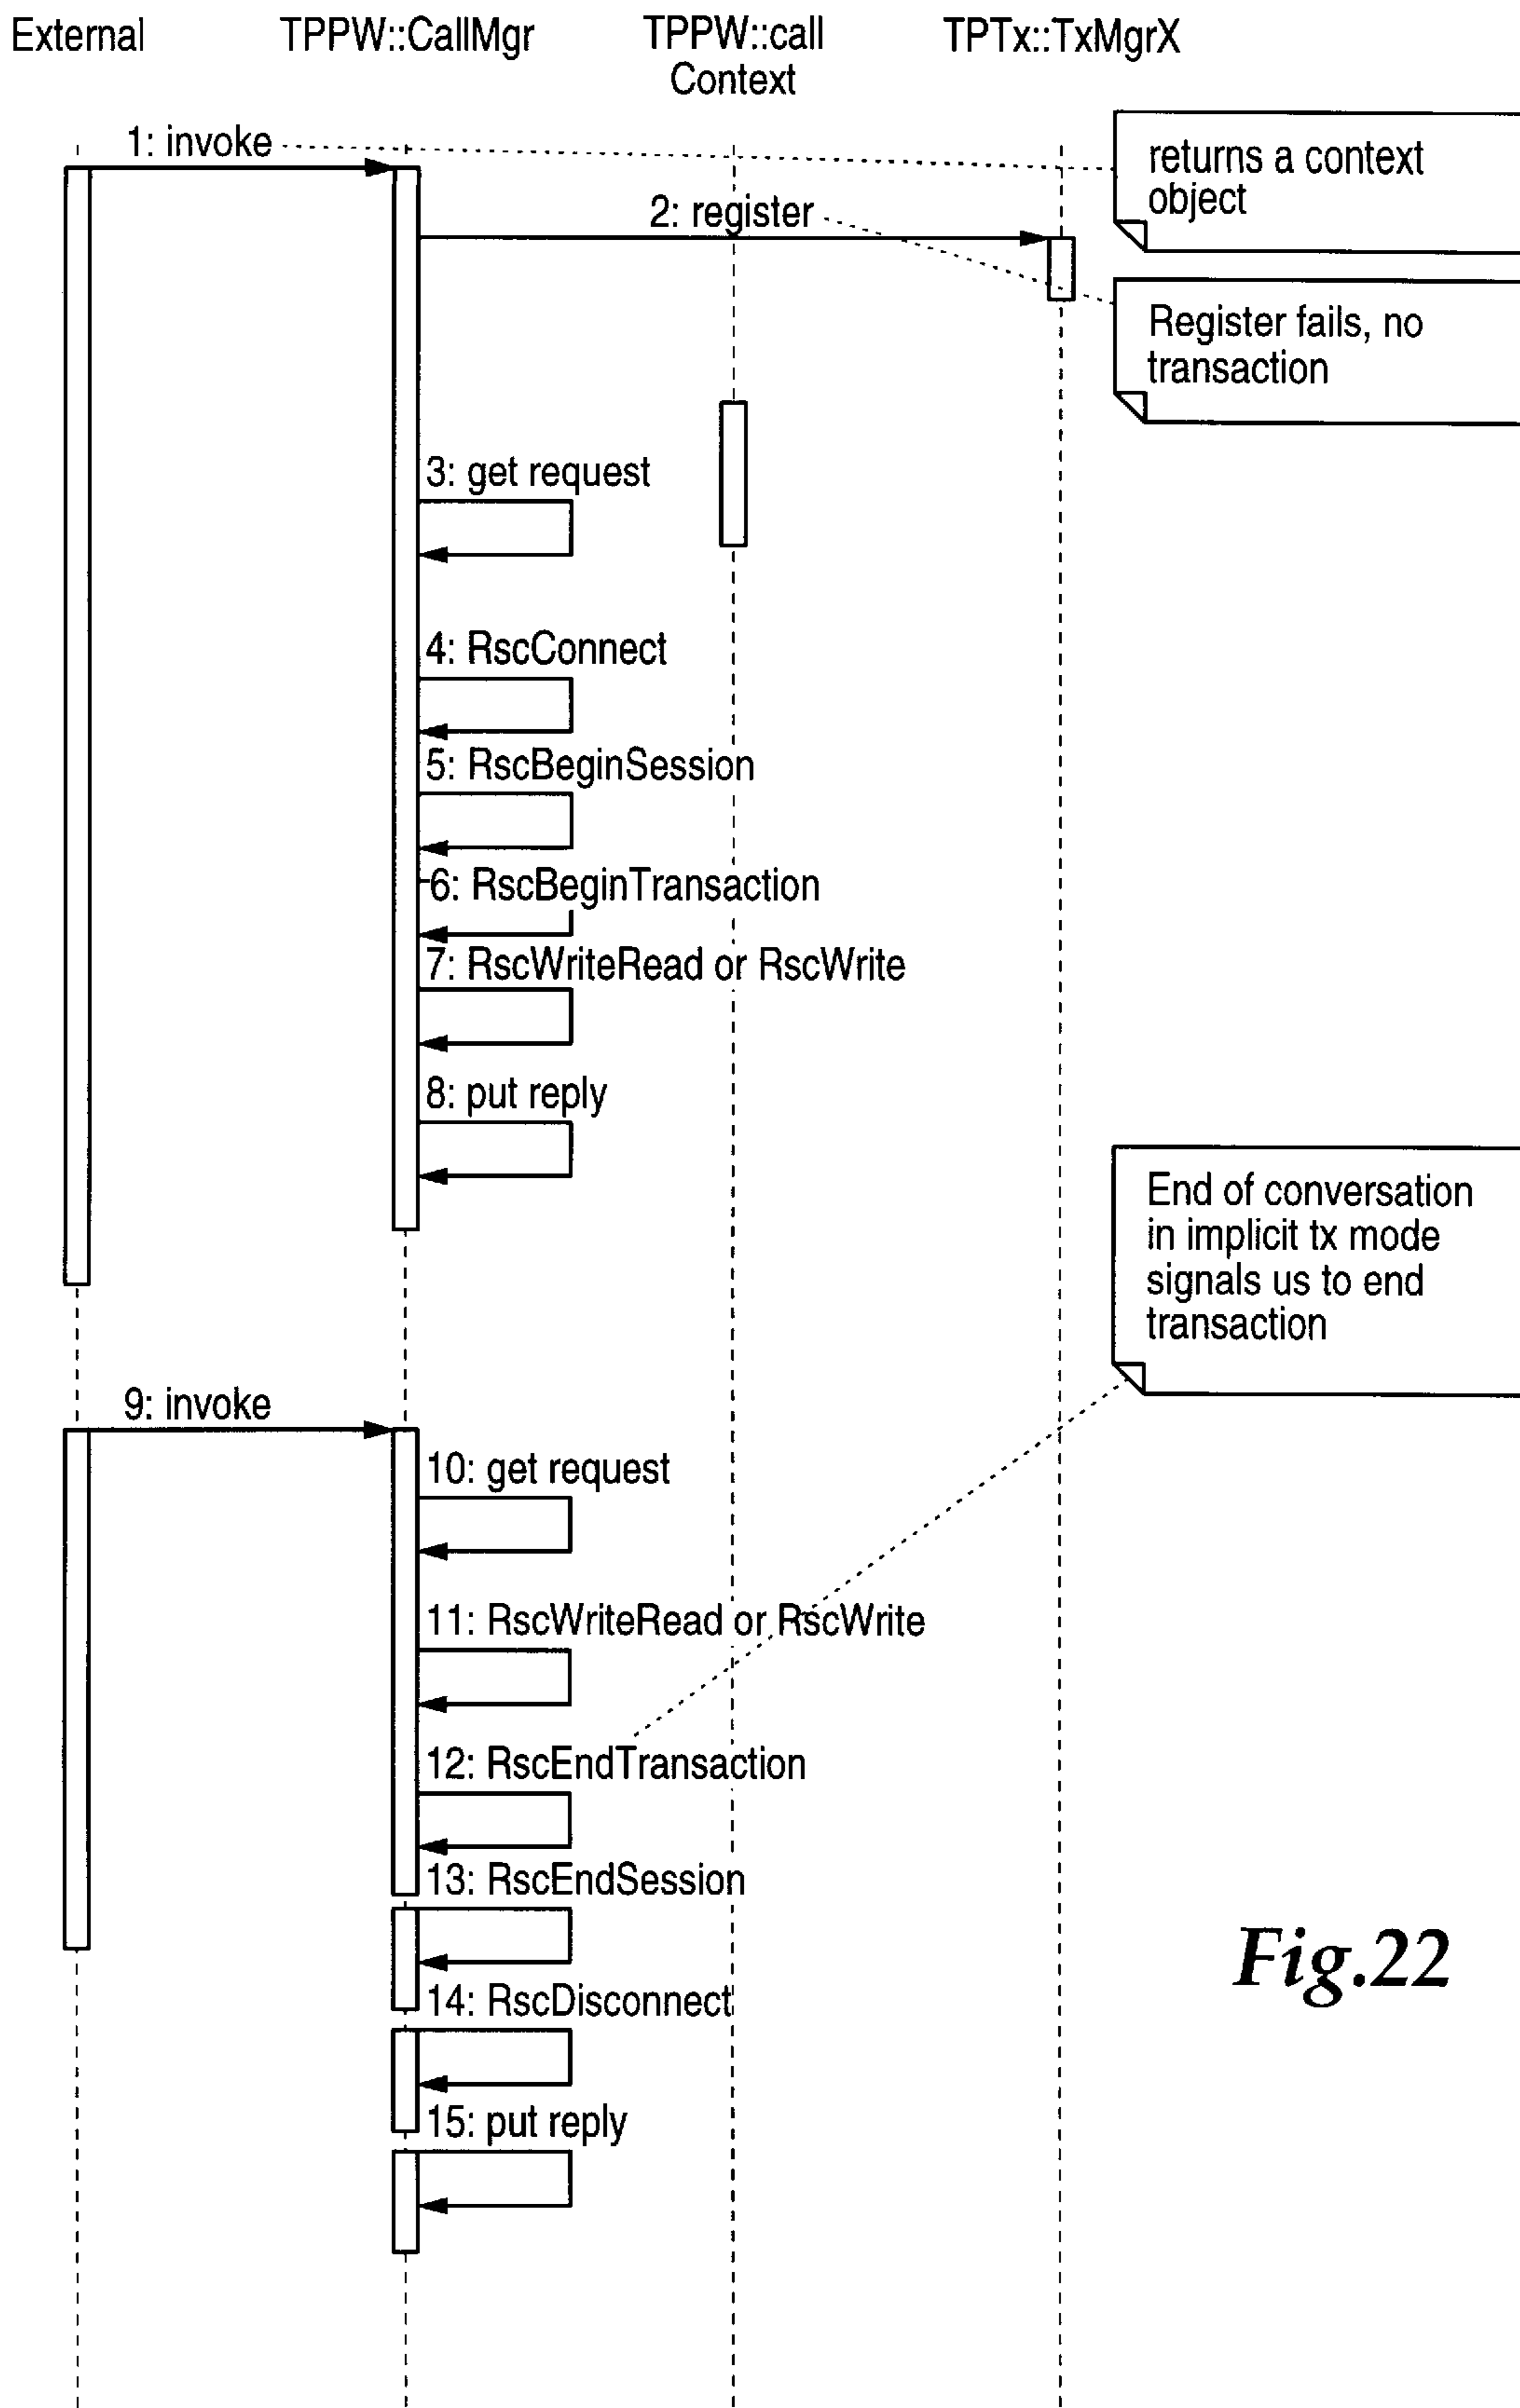 External
TPPW::CallMgr
TPPW::call
Context
TPTx::TxMgrX
1: invoke
returns a context
object
2: register
Register fails, no
transaction
3: get request
4: RscConnect
5: RscBeginSession
6: RscBeginTransaction
7: RscWriteRead or RscWrite
8: put reply
End of conversation
in implicit tx mode
signals us to end
transaction
9: invoke
10: get request
11: RscWriteRead or RscWrite
12: RscEndTransaction
13: RscEndSession
14: RscDisconnect
15: put reply
Fig.22